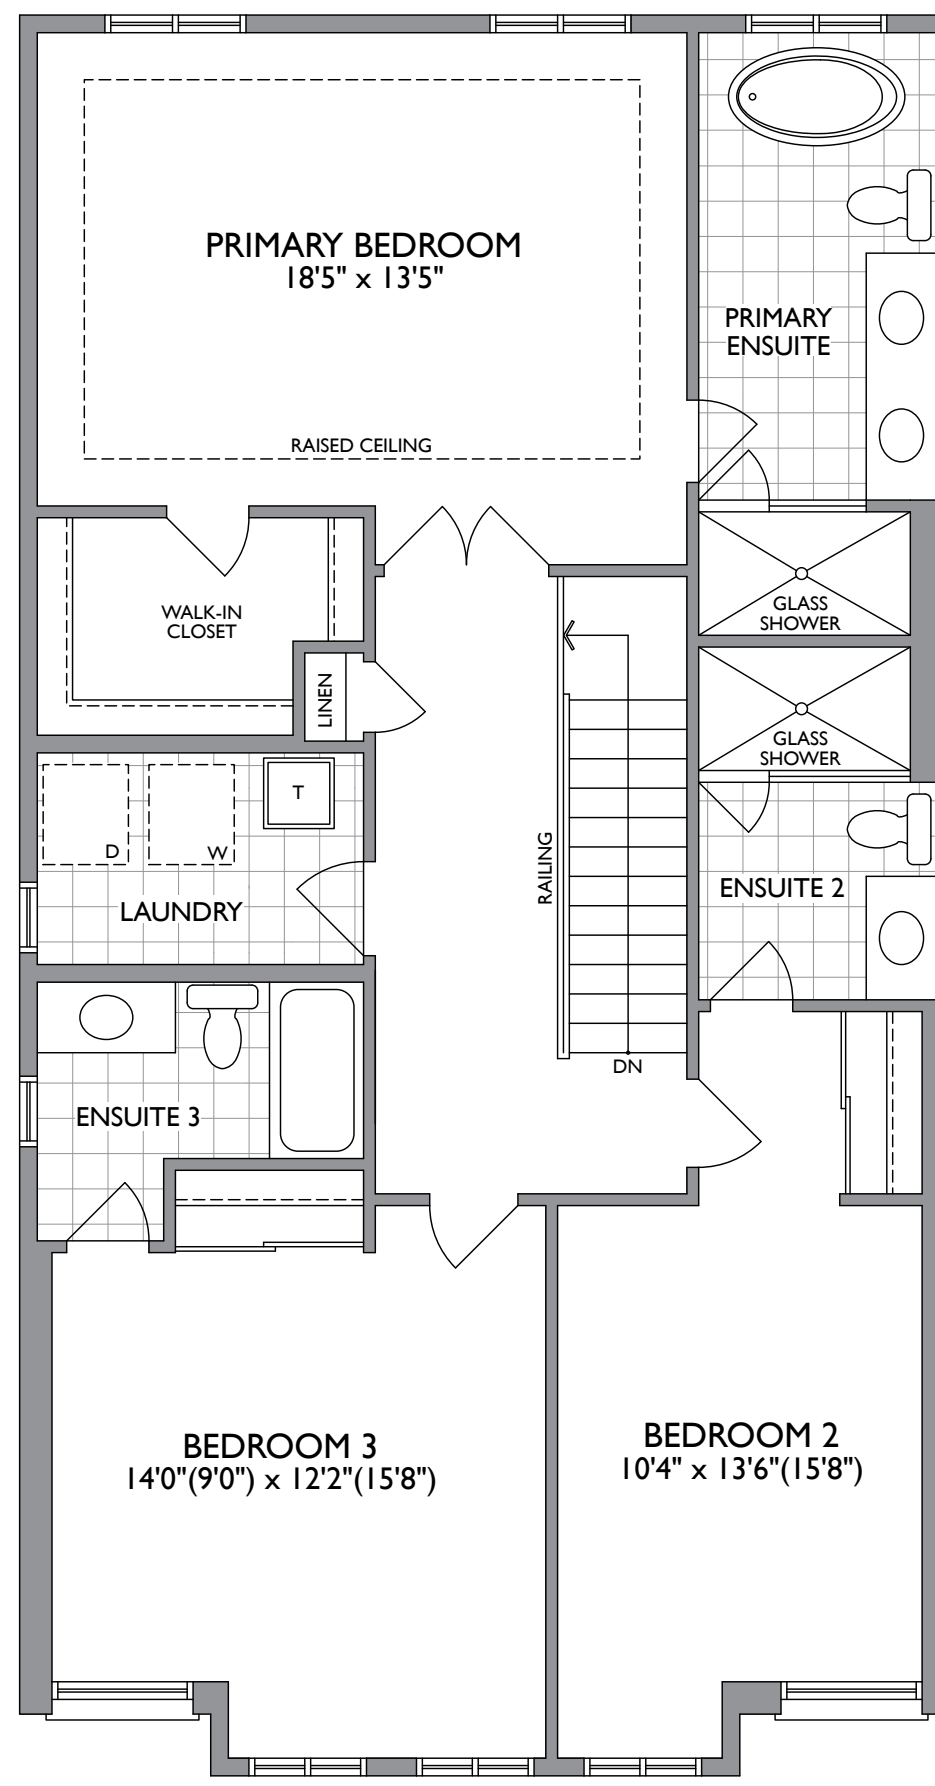 PRIMARY BEDROOM
18'5" x 13'5"
RAISED CEILING
PRIMARY
ENSUITE
WALK-IN
CLOSET
LINEN
GLASS
SHOWER
GLASS
SHOWER
D
W
T
LAUNDRY
RAILING
ENSUITE 2
DN
ENSUITE 3
BEDROOM 3
14'0"(9'0") x 12'2"(15'8")
BEDROOM 2
10'4" x 13'6"(15'8")